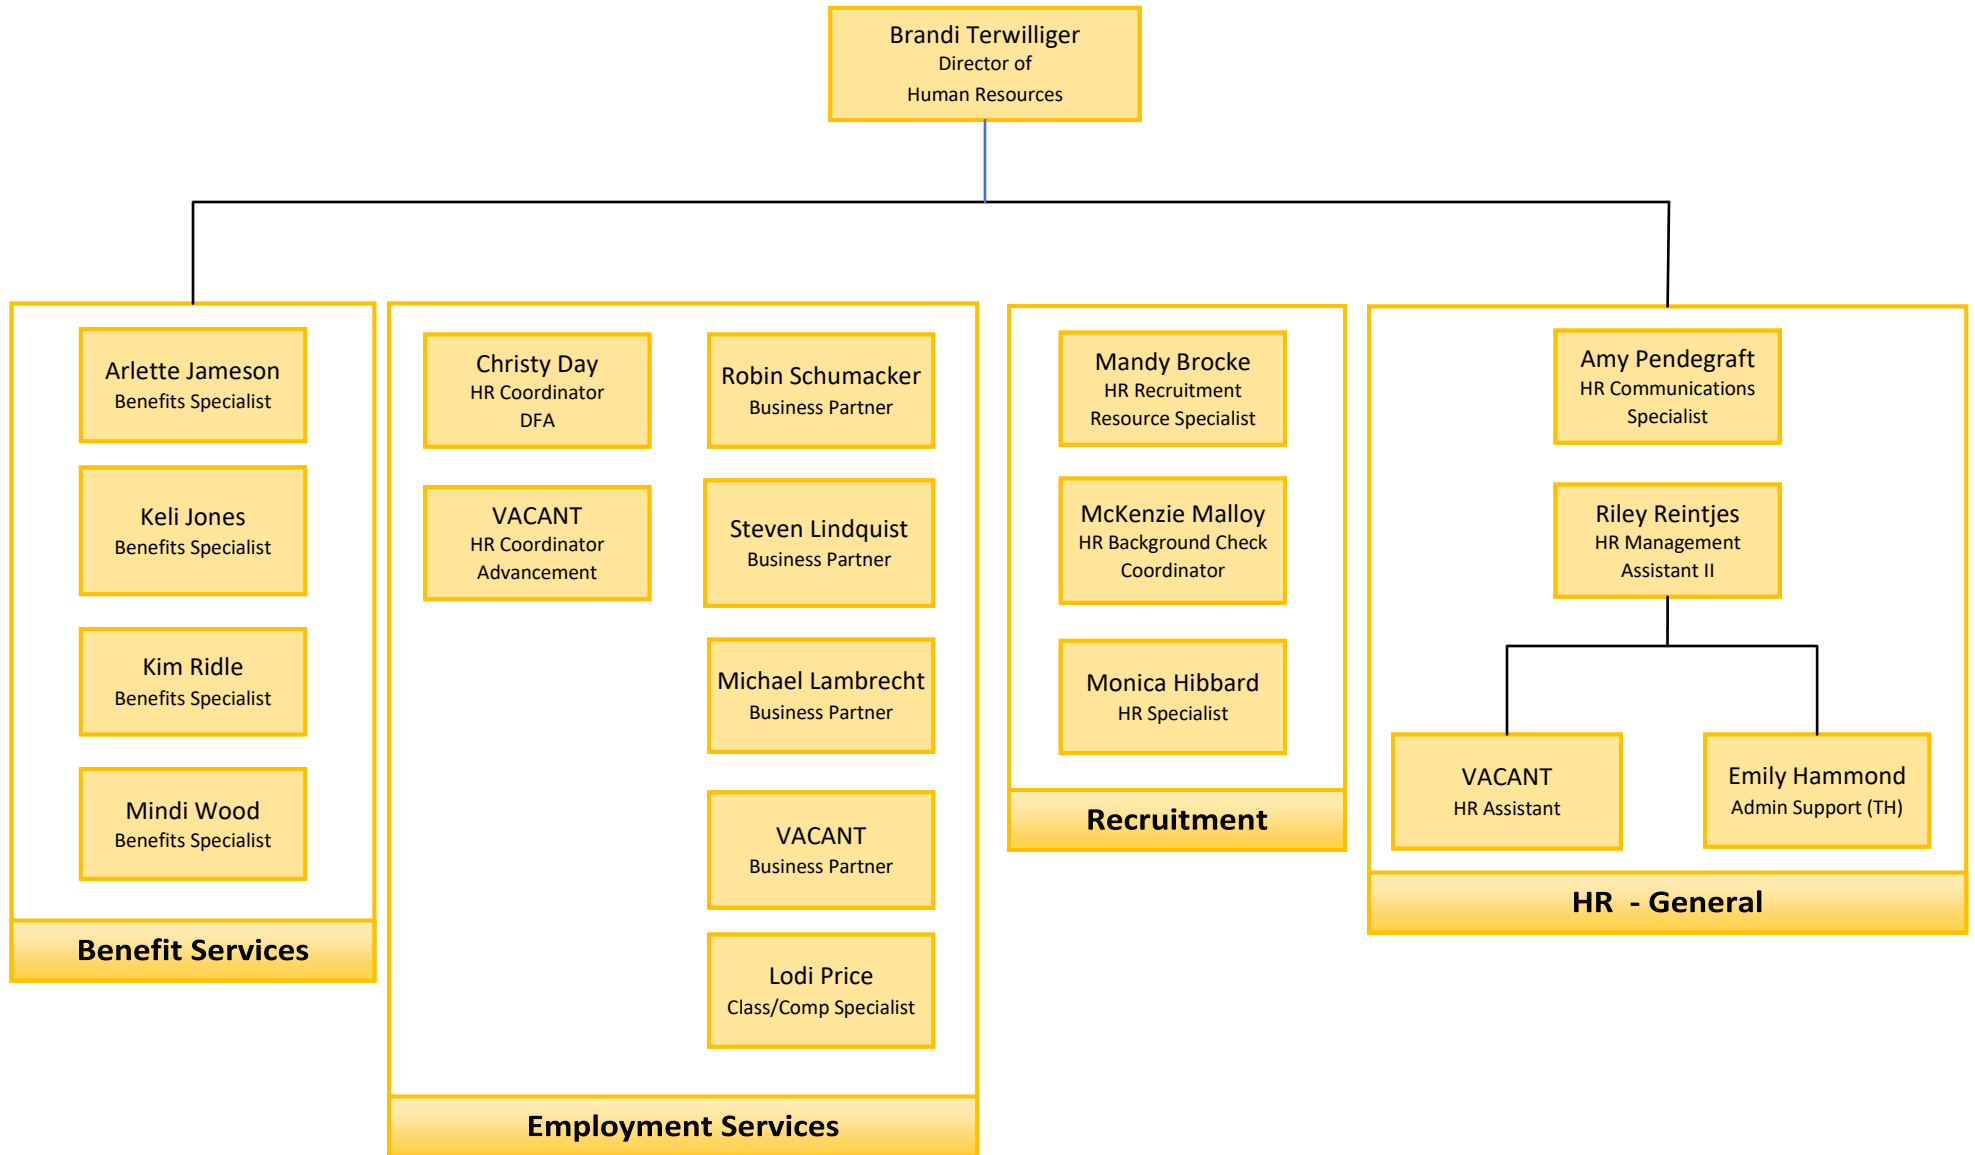 Brandi Terwilliger
Director of
Human Resources
Arlette Jameson
Benefits Specialist
Keli Jones
Benefits Specialist
Kim Ridle
Benefits Specialist
Mindi Wood
Benefits Specialist
Benefit Services
Christy Day
HR Coordinator
DFA
VACANT
HR Coordinator
Advancement
Robin Schumacker
Business Partner
Steven Lindquist
Business Partner
Michael Lambrecht
Business Partner
VACANT
Business Partner
Lodi Price
Class/Comp Specialist
Employment Services
Mandy Brocke
HR Recruitment
Resource Specialist
McKenzie Malloy
HR Background Check
Coordinator
Monica Hibbard
HR Specialist
Recruitment
Amy Pendegraft
HR Communications
Specialist
Riley Reintjes
HR Management
Assistant II
VACANT
HR Assistant
Emily Hammond
Admin Support (TH)
HR - General